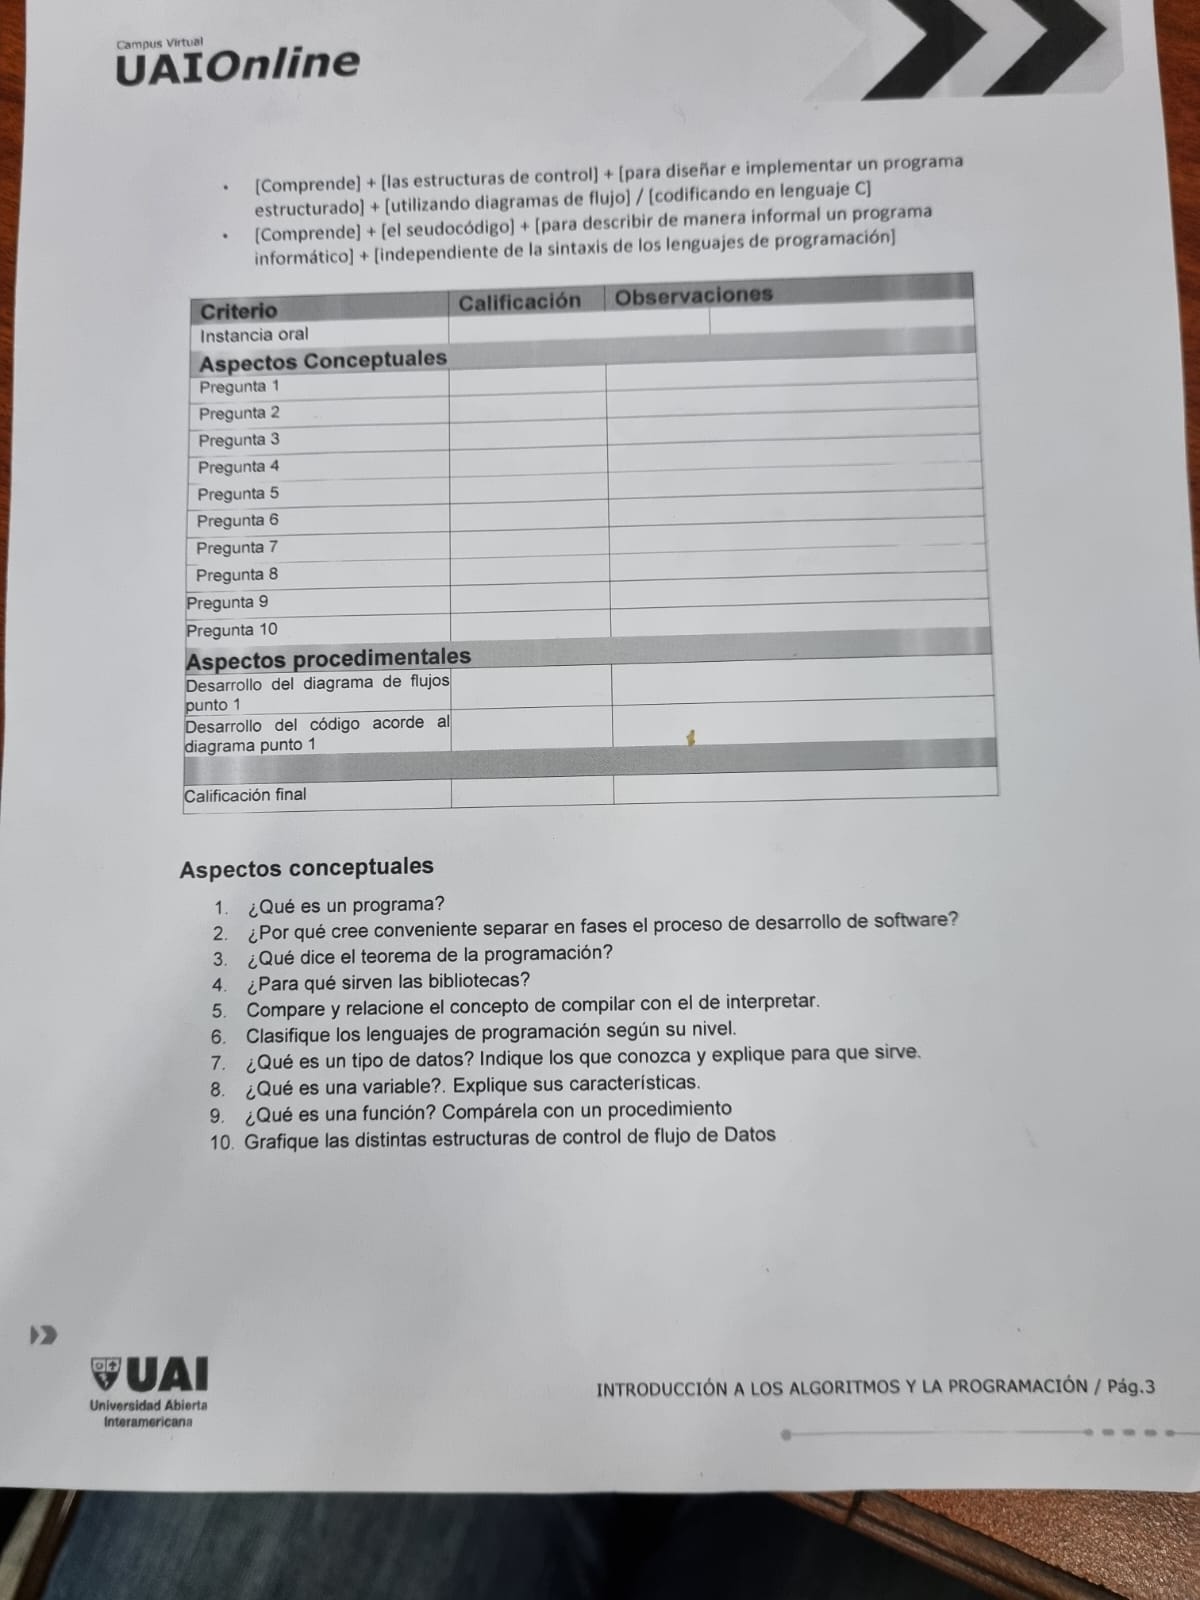 Campus Virtual
UAIOnline
• [Comprende] + [las estructuras de control] + [para diseñar e implementar un programa
estructurado] + [utilizando diagramas de flujo] / [codificando en lenguaje C]
• [Comprende] + [el seudocódigo] + [para describir de manera informal un programa
informático] + [independiente de la sintaxis de los lenguajes de programación]
Criterio Calificación Observaciones
Instancia oral
Aspectos Conceptuales
Pregunta 1
Pregunta 2
Pregunta 3
Pregunta 4
Pregunta 5
Pregunta 6
Pregunta 7
Pregunta 8
Pregunta 9
Pregunta 10
Aspectos procedimentales
Desarrollo del diagrama de flujos
punto 1
Desarrollo del código acorde al
diagrama punto 1
Calificación final
Aspectos conceptuales
1. ¿Qué es un programa?
2. ¿Por qué cree conveniente separar en fases el proceso de desarrollo de software?
3. ¿Qué dice el teorema de la programación?
4. ¿Para qué sirven las bibliotecas?
5. Compare y relacione el concepto de compilar con el de interpretar.
6. Clasifique los lenguajes de programación según su nivel.
7. ¿Qué es un tipo de datos? Indique los que conozca y explique para que sirve.
8. ¿Qué es una variable?. Explique sus características.
9. ¿Qué es una función? Compárela con un procedimiento
10. Grafique las distintas estructuras de control de flujo de Datos
UAI
Universidad Abierta
Interamericana
INTRODUCCIÓN A LOS ALGORITMOS Y LA PROGRAMACIÓN / Pág.3